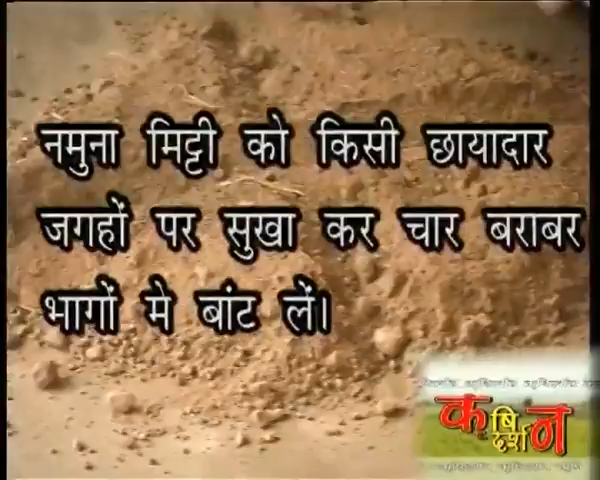 नमुना मिट्टी को किसी छायादार
जगहों पर सुखा कर चार बराबर
भागों मे बांट लें।
कृषि दर्शन